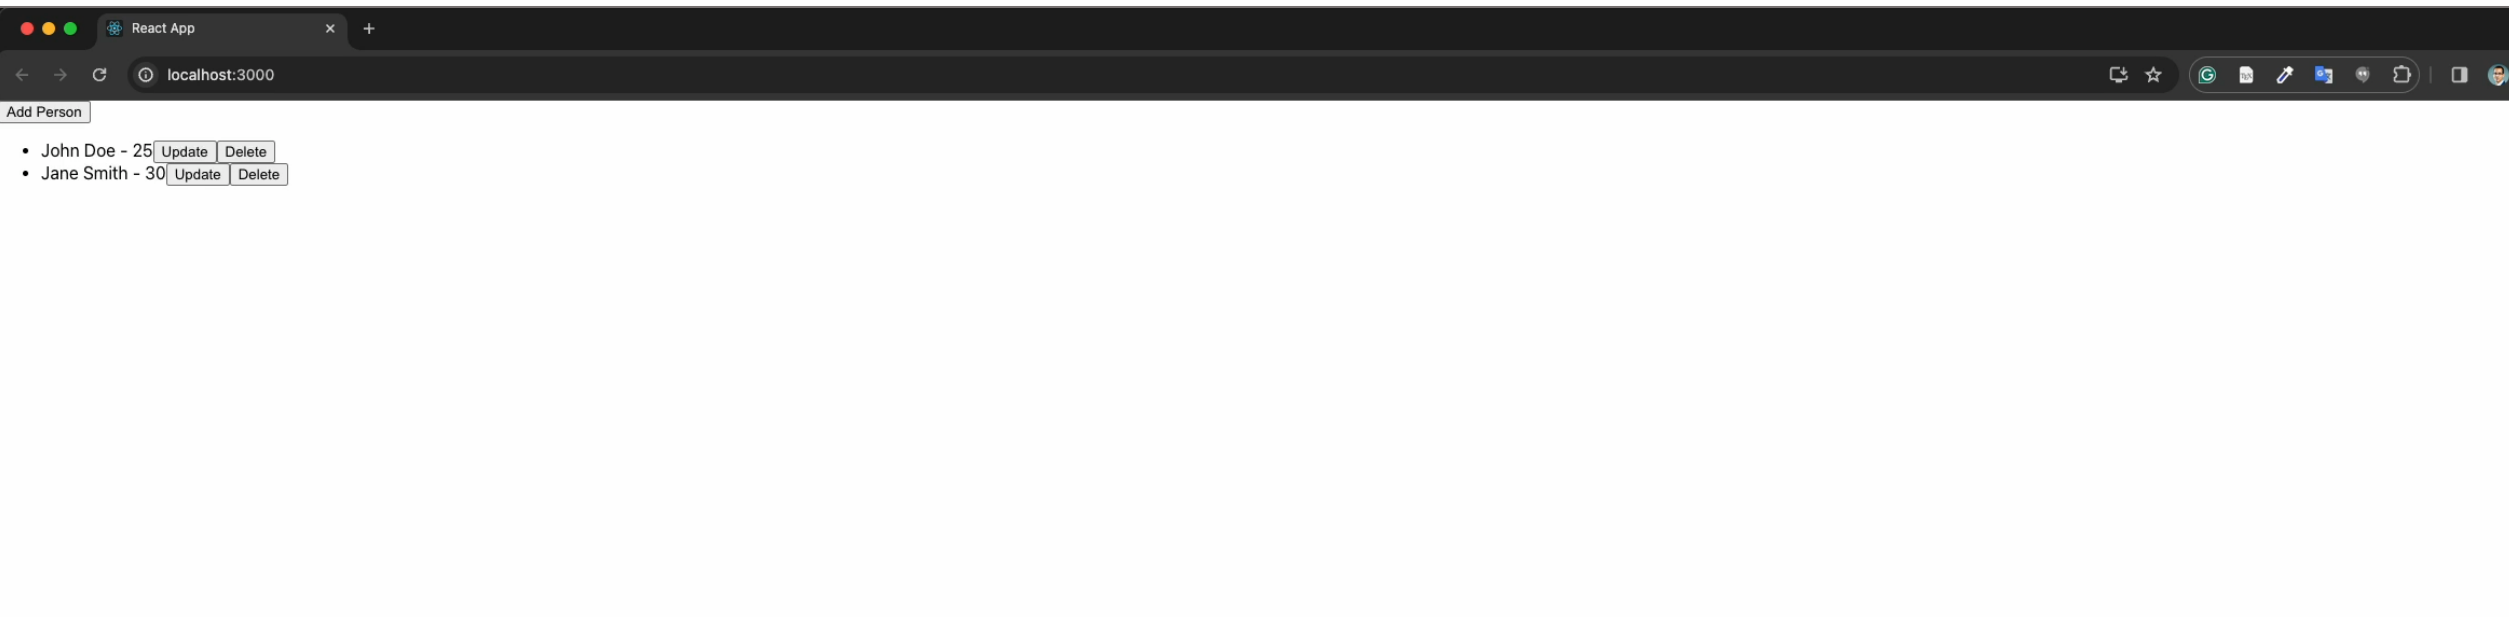 React App
localhost:3000
Add Person
John Doe - 25 Update Delete
Jane Smith - 30 Update Delete